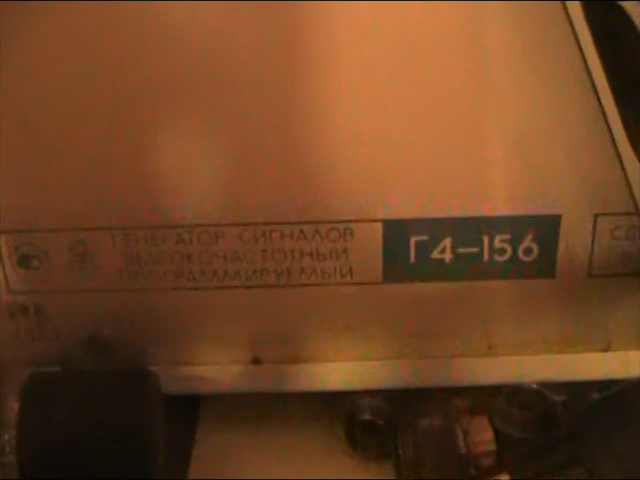 ГЕНЕРАТОР СИГНАЛОВ
ВЫСОКОЧАСТОТНЫЙ
ПРОГРАММИРУЕМЫЙ
Г4-156